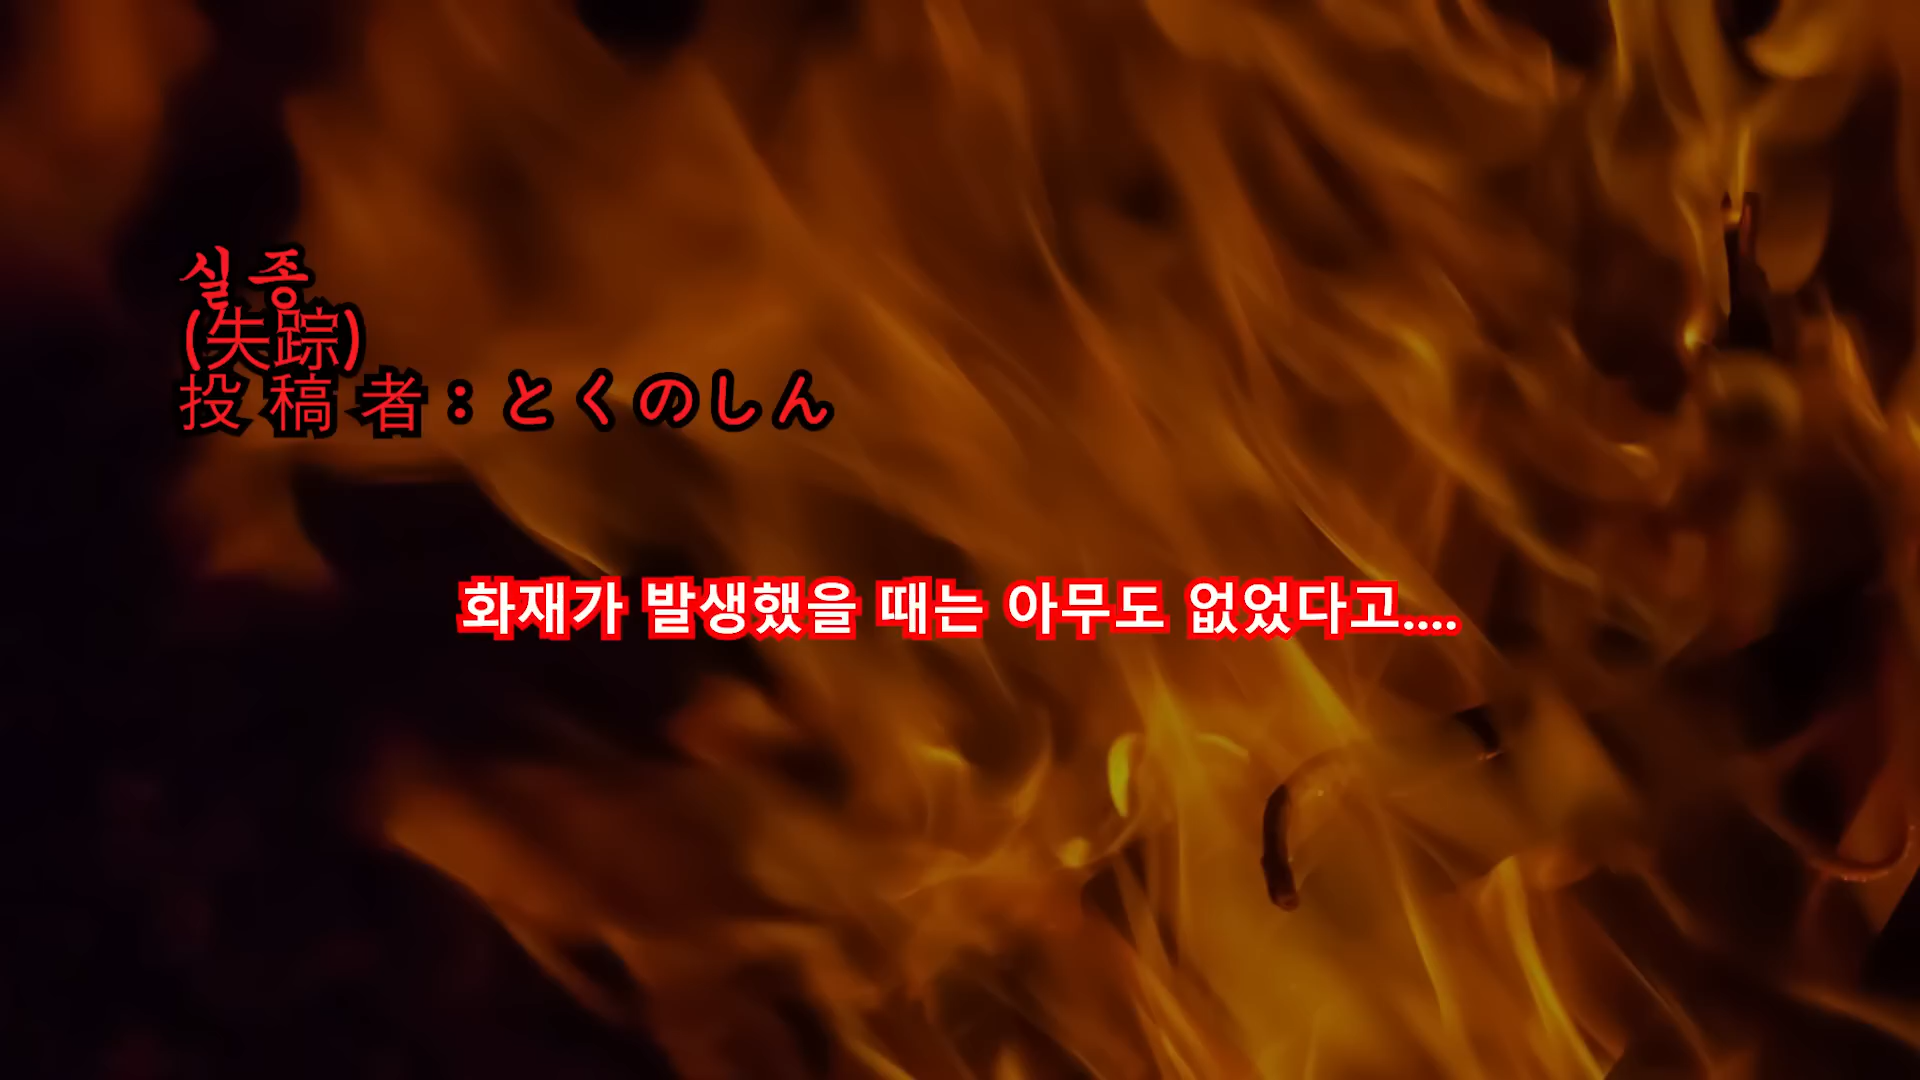 실종
(失踪)
投稿者：とくのしん
화재가 발생했을 때는 아무도 없었다고....